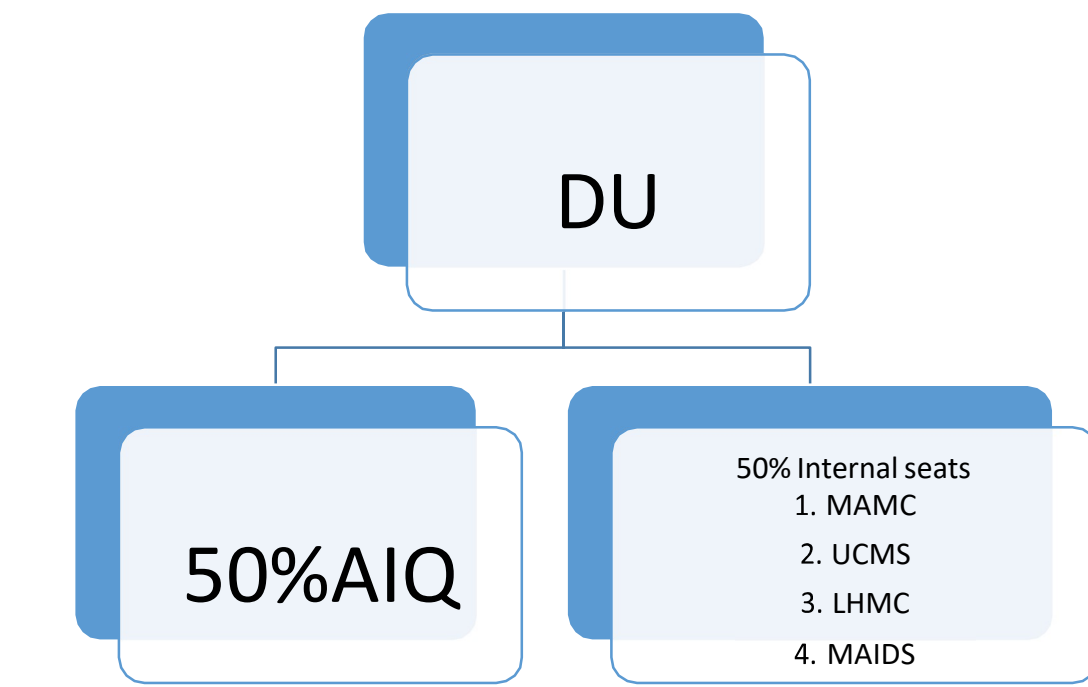 DU
50%AIQ
50% Internal seats
1. MAMC
2. UCMS
3. LHMC
4. MAIDS